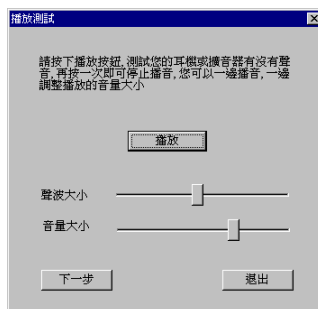 播放測試
請按下播放按鈕,測試您的耳機或擴音器有沒有聲
音,再按一次即可停止播音,您可以一邊播音,一邊
調整播放的音量大小
播放
聲波大小
音量大小
下一步
退出